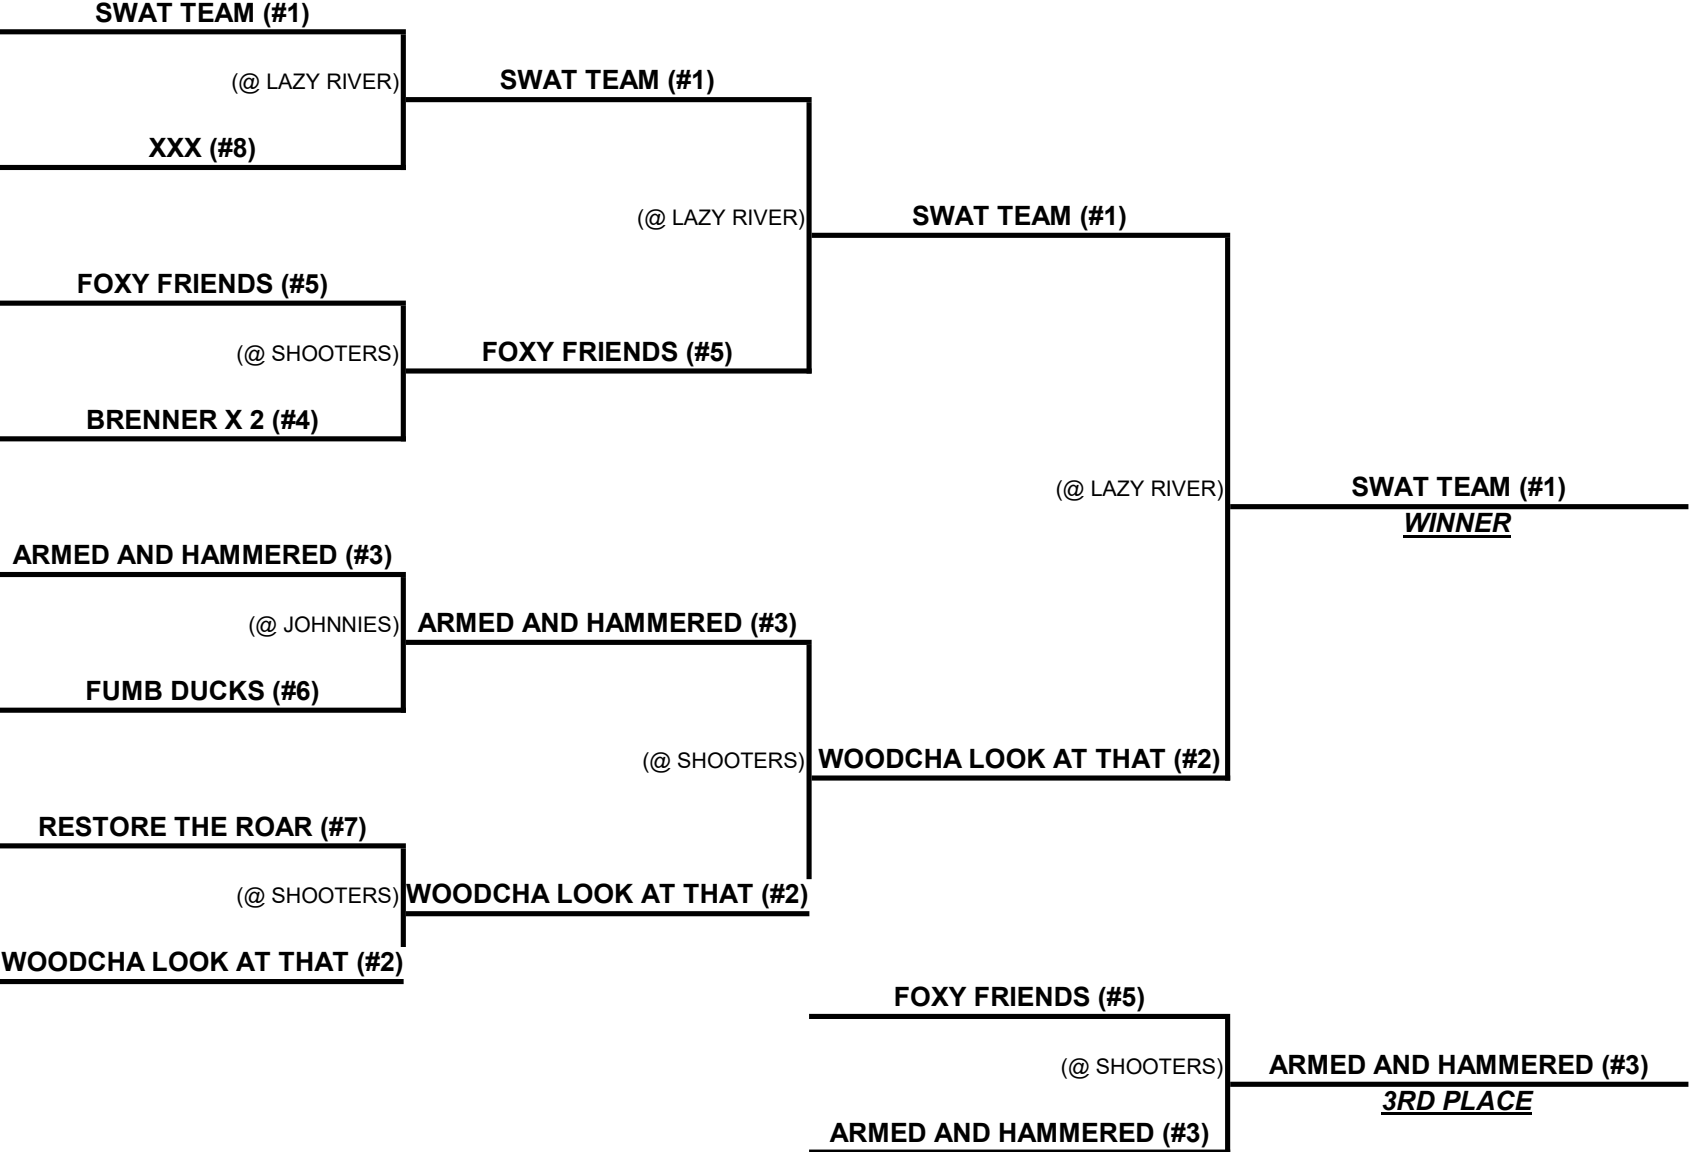 SWAT TEAM (#1)
(@ LAZY RIVER)
SWAT TEAM (#1)
XXX (#8)
(@ LAZY RIVER)
SWAT TEAM (#1)
FOXY FRIENDS (#5)
(@ SHOOTERS)
FOXY FRIENDS (#5)
BRENNER X 2 (#4)
(@ LAZY RIVER)
SWAT TEAM (#1)
WINNER
ARMED AND HAMMERED (#3)
(@ JOHNNIES)
ARMED AND HAMMERED (#3)
FUMB DUCKS (#6)
(@ SHOOTERS)
WOODCHA LOOK AT THAT (#2)
RESTORE THE ROAR (#7)
(@ SHOOTERS)
WOODCHA LOOK AT THAT (#2)
WOODCHA LOOK AT THAT (#2)
FOXY FRIENDS (#5)
(@ SHOOTERS)
ARMED AND HAMMERED (#3)
3RD PLACE
ARMED AND HAMMERED (#3)